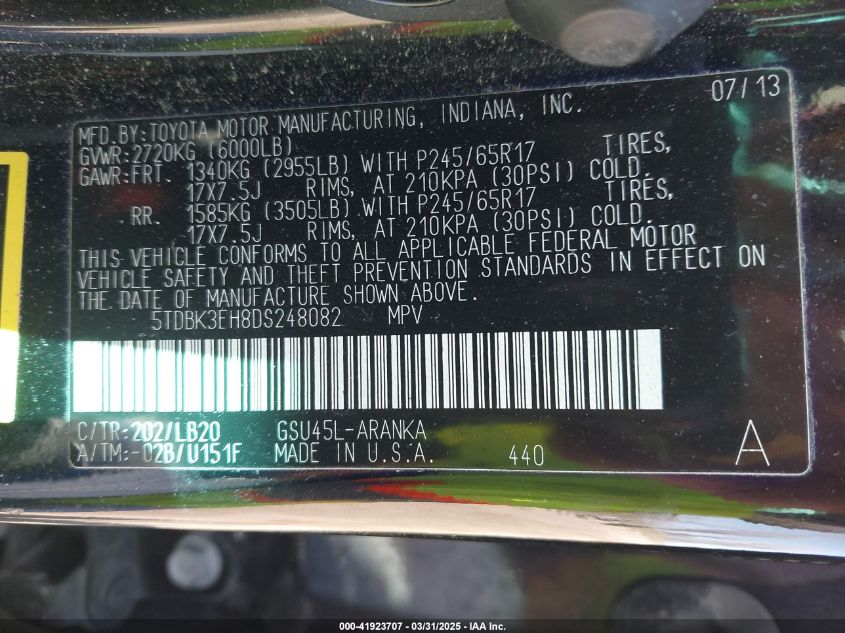 07/13
MFD.BY:TOYOTA MOTOR MANUFACTURING, INDIANA, INC.
GVWR:2720KG (6000LB)
GAWR:FRT. 1340KG (2955LB) WITH P245/65R17 TIRES,
17X7.5J RIMS, AT 210KPA (30PSI) COLD.
RR. 1585KG (3505LB) WITH P245/65R17 TIRES,
17X7.5J RIMS, AT 210KPA (30PSI) COLD.
THIS VEHICLE CONFORMS TO ALL APPLICABLE FEDERAL MOTOR
VEHICLE SAFETY AND THEFT PREVENTION STANDARDS IN EFFECT ON
THE DATE OF MANUFACTURE SHOWN ABOVE.
5TDBK3EH8DS248082 MPV
C/TR:202/LB20 GSU45L-ARANKA
A/TM:-02B/U151F MADE IN U.S.A. 440 A
000-41923707 - 03/31/2025 - IAA Inc.